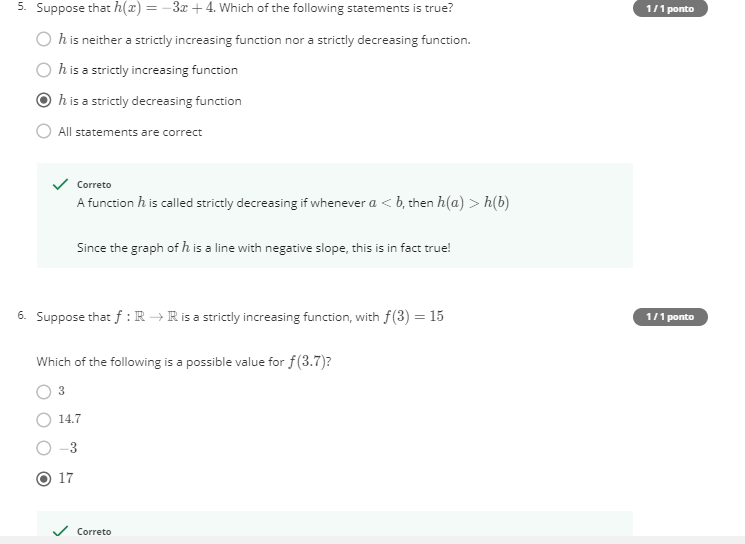 5. Suppose that h(x) = −3x + 4. Which of the following statements is true?
1 / 1 ponto
h is neither a strictly increasing function nor a strictly decreasing function.
h is a strictly increasing function
h is a strictly decreasing function
All statements are correct
Correto
A function h is called strictly decreasing if whenever a < b, then h(a) > h(b)
Since the graph of h is a line with negative slope, this is in fact true!
6. Suppose that f : ℝ → ℝ is a strictly increasing function, with f(3) = 15
1 / 1 ponto
Which of the following is a possible value for f(3.7)?
3
14.7
−3
17
Correto